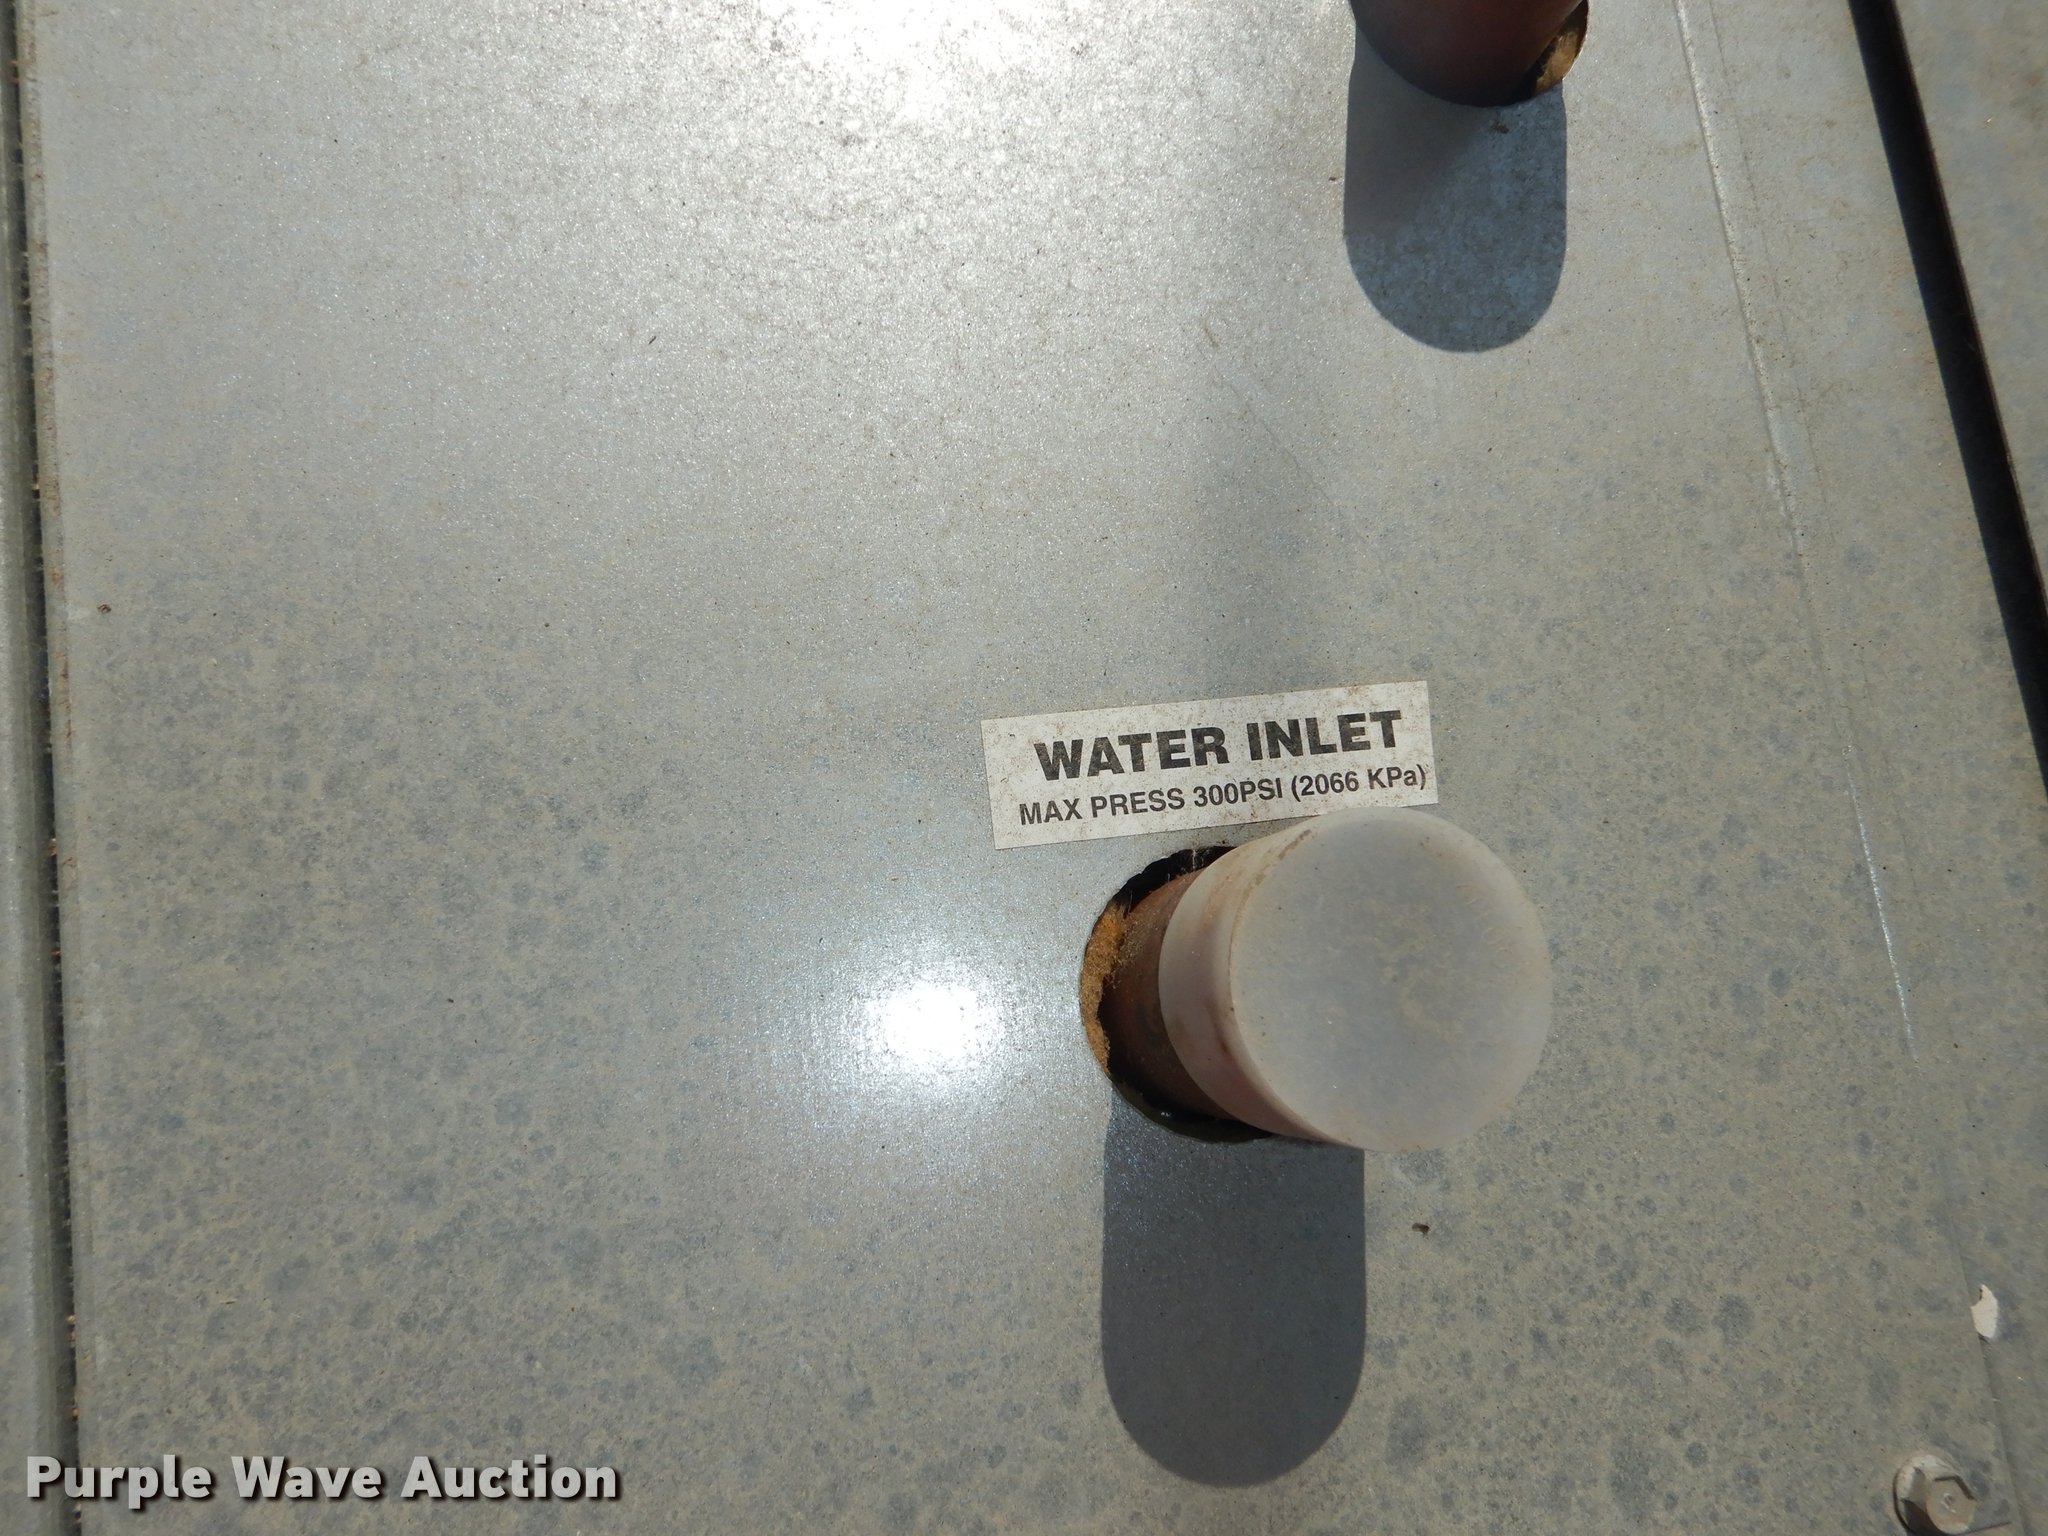 WATER INLET
MAX PRESS 300PSI (2066 KPa)
Purple Wave Auction